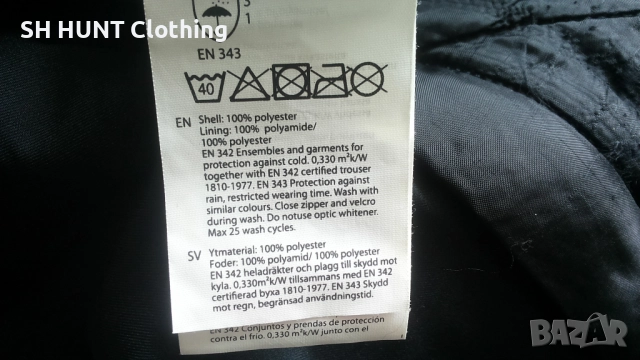 SH HUNT Clothing
3
1
EN 343
40
EN Shell: 100% polyester
Lining: 100% polyamide/
100% polyester
EN 342 Ensembles and garments for
protection against cold. 0,330 m²k/W
together with EN 342 certified trouser
1810-1977. EN 343 Protection against
rain, restricted wearing time. Wash with
similar colours. Close zipper and velcro
during wash. Do notuse optic whitener.
Max 25 wash cycles.
SV Ytmaterial: 100% polyester
Foder: 100% polyamid/ 100% polyester
EN 342 heladräkter och plagg till skydd mot
kyla. 0,330m²k/W tillsammans med EN 342
certifierad byxa 1810-1977. EN 343 Skydd
mot regn, begränsad användningstid.
EN 342 Conjuntos y prendas de protección
contra el frío. 0,330 m²k/W junto con el
BAZAR